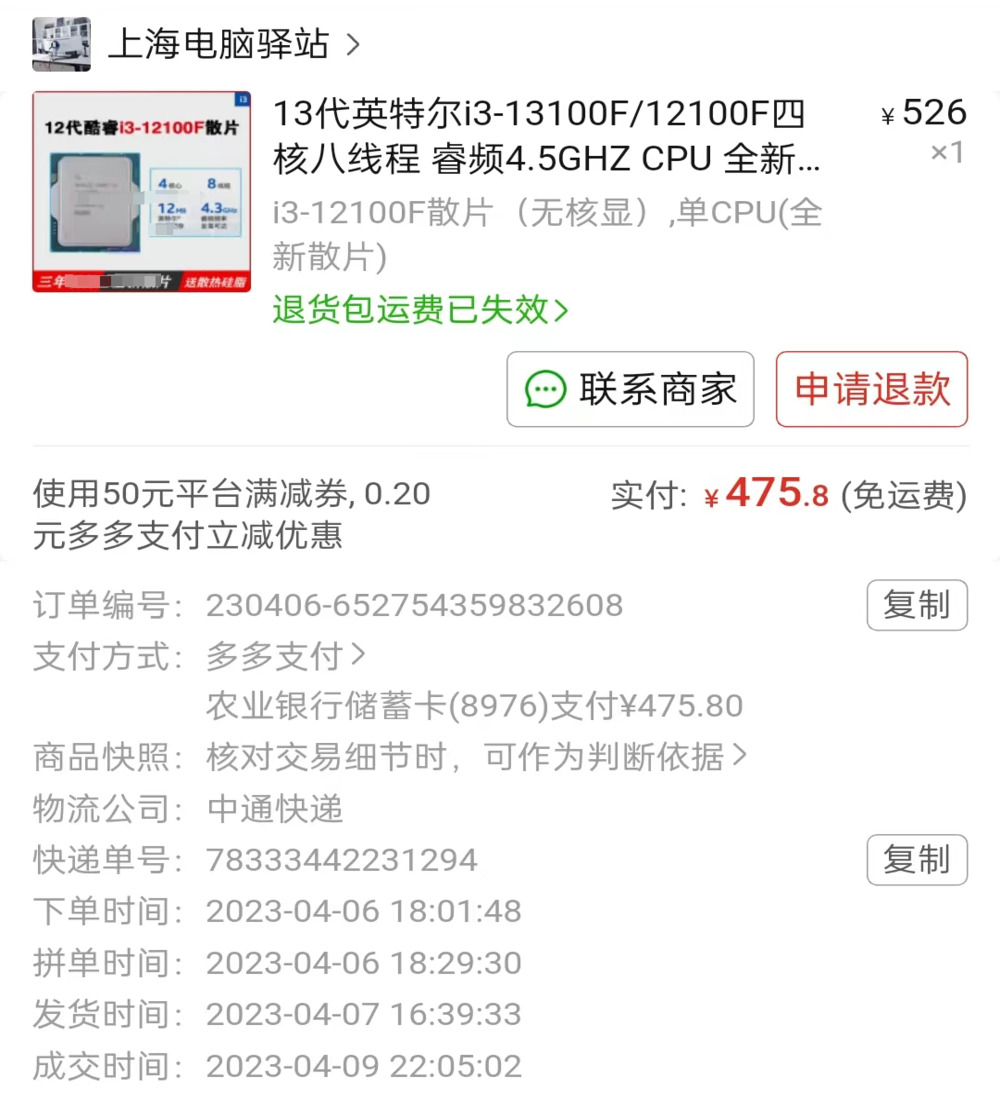 上海电脑驿站
i3
12代酷睿i3-12100F散片
4核心 8线程
12MB 4.3GHz
三年
片 送散热硅脂
13代英特尔i3-13100F/12100F四
核八线程 睿频4.5GHZ CPU 全新...
¥526
×1
i3-12100F散片（无核显）,单CPU(全
新散片)
退货包运费已失效
联系商家
申请退款
使用50元平台满减券, 0.20
元多多支付立减优惠
实付: ¥475.8 (免运费)
订单编号： 230406-652754359832608 复制
支付方式： 多多支付
农业银行储蓄卡(8976)支付¥475.80
商品快照： 核对交易细节时，可作为判断依据
物流公司： 中通快递
快递单号： 78333442231294 复制
下单时间： 2023-04-06 18:01:48
拼单时间： 2023-04-06 18:29:30
发货时间： 2023-04-07 16:39:33
成交时间： 2023-04-09 22:05:02